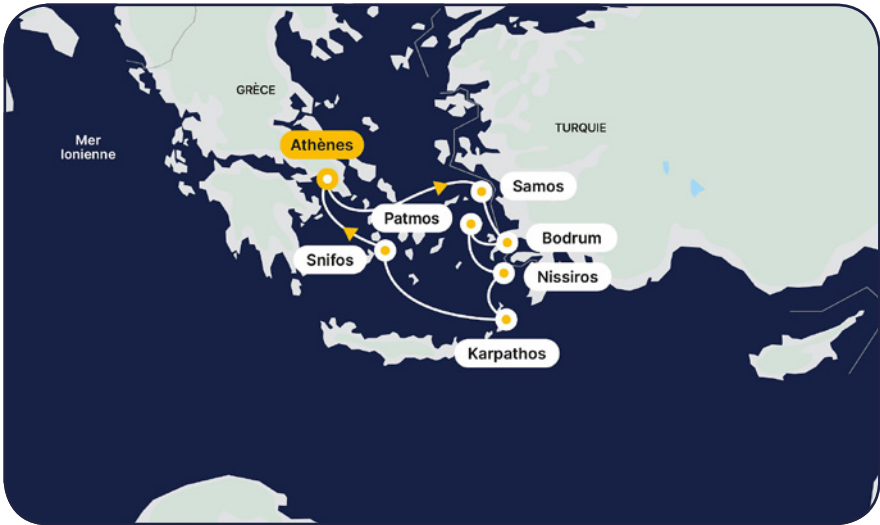 GRÈCE
Mer
Ionienne
TURQUIE
Athènes
Samos
Patmos
Bodrum
Snifos
Nissiros
Karpathos